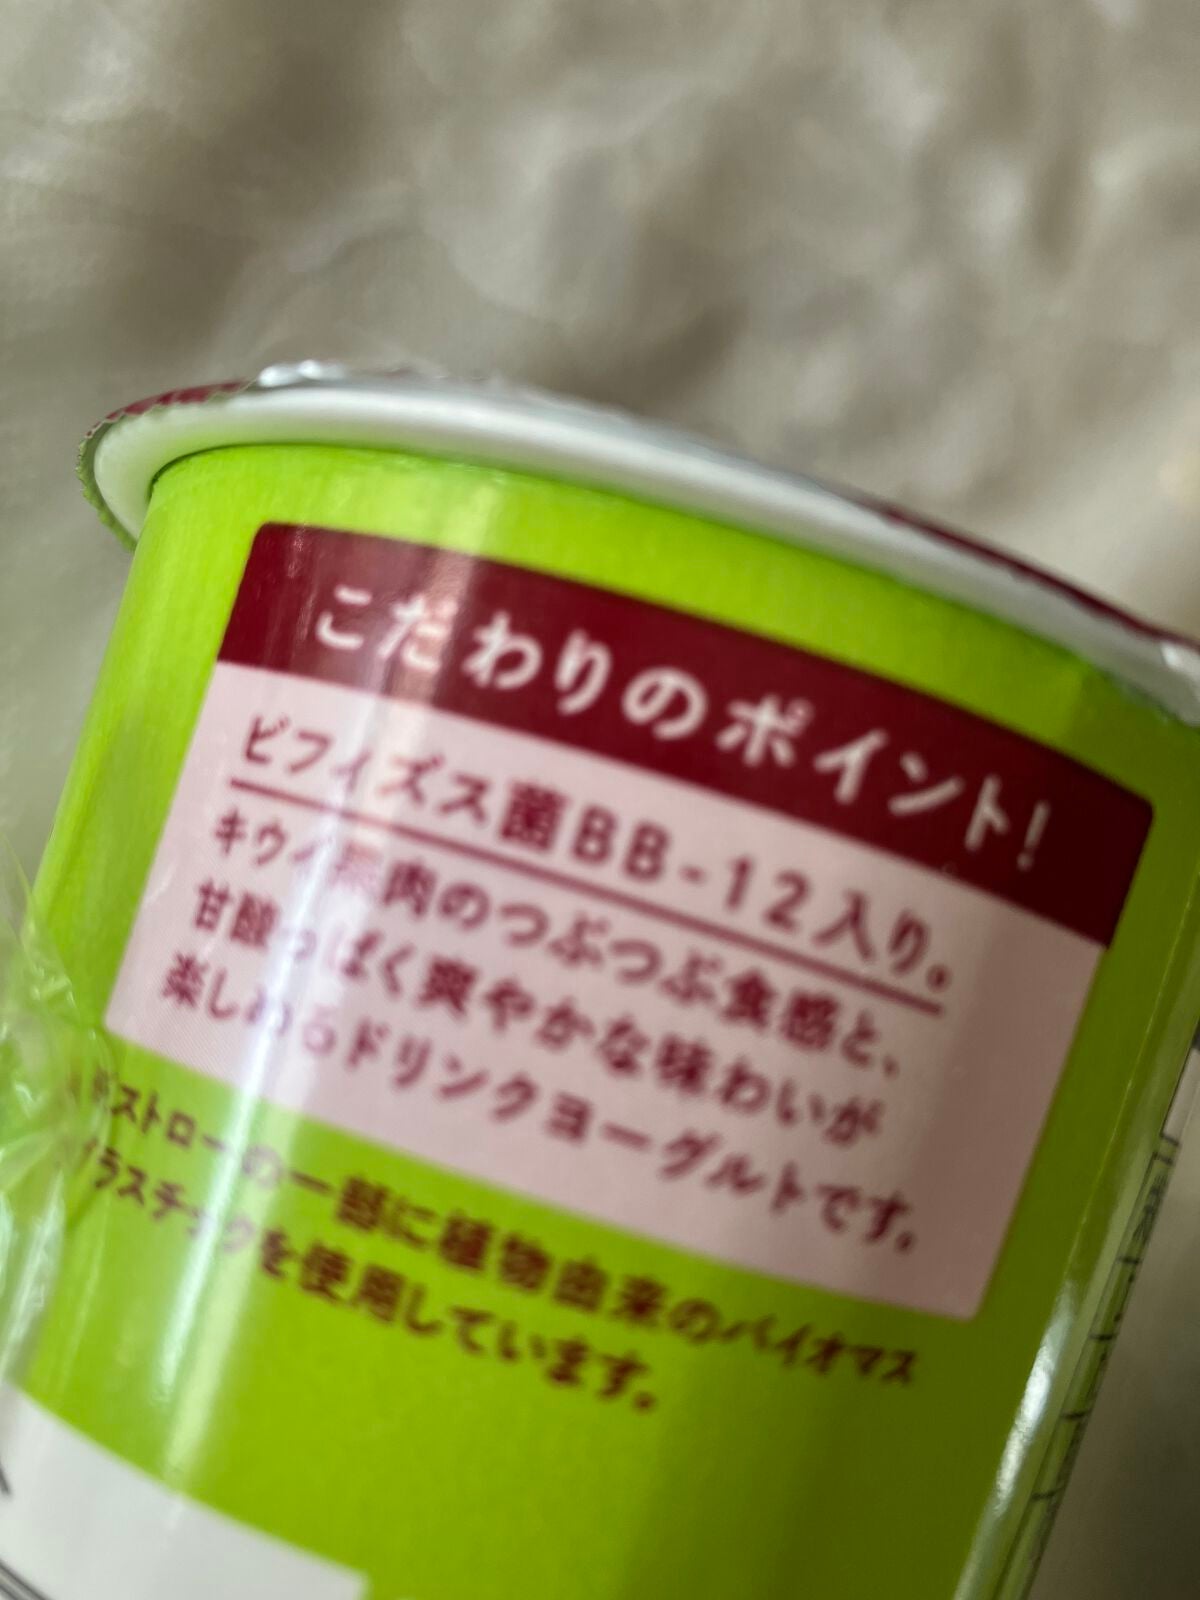 こだわりのポイント!
ビフィズス菌BB-12入り。
キウイ果肉のつぶつぶ食感と、
甘酸っぱく爽やかな味わいが
楽しめるドリンクヨーグルトです。
ストローの一部に植物由来のバイオマス
プラスチックを使用しています。